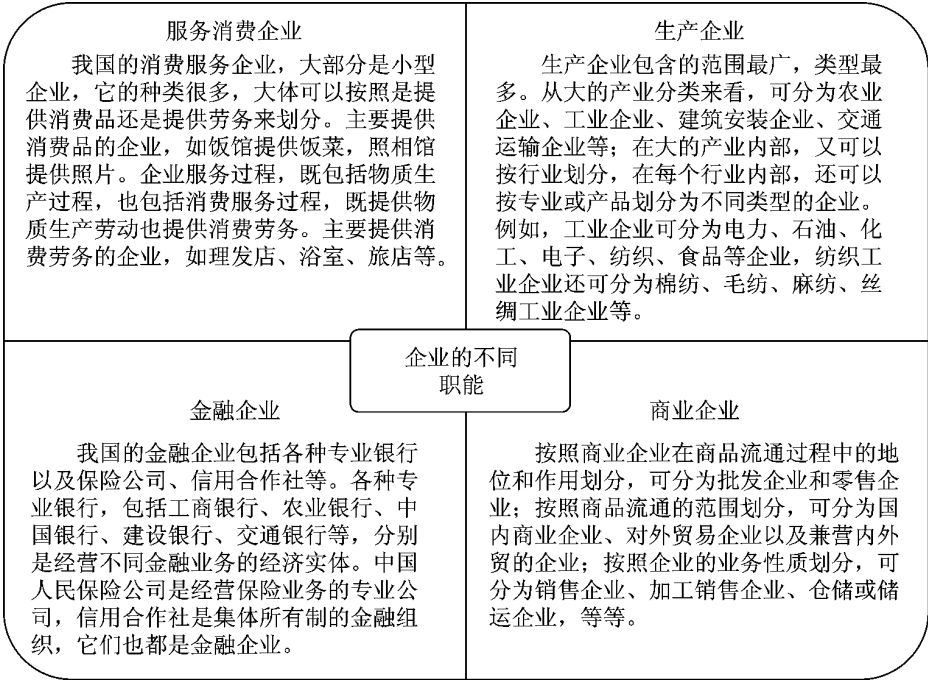 服务消费企业
我国的消费服务企业，大部分是小型
企业，它的种类很多，大体可以按照是提
供消费品还是提供劳务来划分。主要提供
消费品的企业，如饭馆提供饭菜，照相馆
提供照片。企业服务过程，既包括物质生
产过程，也包括消费服务过程，既提供物
质生产劳动也提供消费劳务。主要提供消
费劳务的企业，如理发店、浴室、旅店等。
生产企业
生产企业包含的范围最广，类型最
多。从大的产业分类来看，可分为农业
企业、工业企业、建筑安装企业、交通
运输企业等；在大的产业内部，又可以
按行业划分，在每个行业内部，还可以
按专业或产品划分为不同类型的企业。
例如，工业企业可分为电力、石油、化
工、电子、纺织、食品等企业，纺织工
业企业还可分为棉纺、毛纺、麻纺、丝
绸工业企业等。
企业的不同
职能
金融企业
我国的金融企业包括各种专业银行
以及保险公司、信用合作社等。各种专
业银行，包括工商银行、农业银行、中
国银行、建设银行、交通银行等，分别
是经营不同金融业务的经济实体。中国
人民保险公司是经营保险业务的专业公
司，信用合作社是集体所有制的金融组
织，它们也都是金融企业。
商业企业
按照商业企业在商品流通过程中的地
位和作用划分，可分为批发企业和零售企
业；按照商品流通的范围划分，可分为国
内商业企业、对外贸易企业以及兼营内外
贸的企业；按照企业的业务性质划分，可
分为销售企业、加工销售企业、仓储或储
运企业，等等。